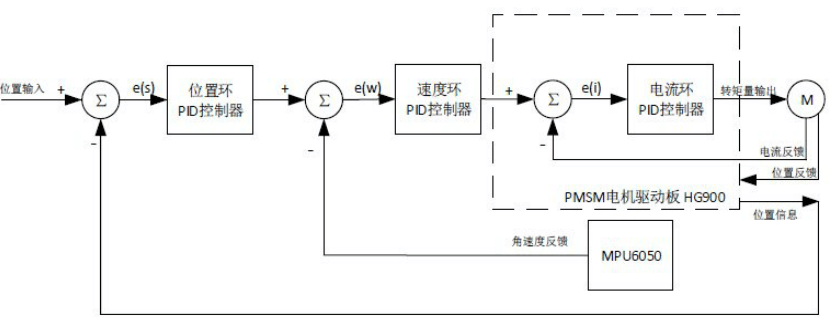 位置输入
+
Σ
-
e(s)
位置环
PID控制器
+
Σ
-
e(w)
速度环
PID控制器
+
Σ
-
e(i)
电流环
PID控制器
转矩量输出
M
电流反馈
位置反馈
PMSM电机驱动板 HG900
位置信息
角速度反馈
MPU6050